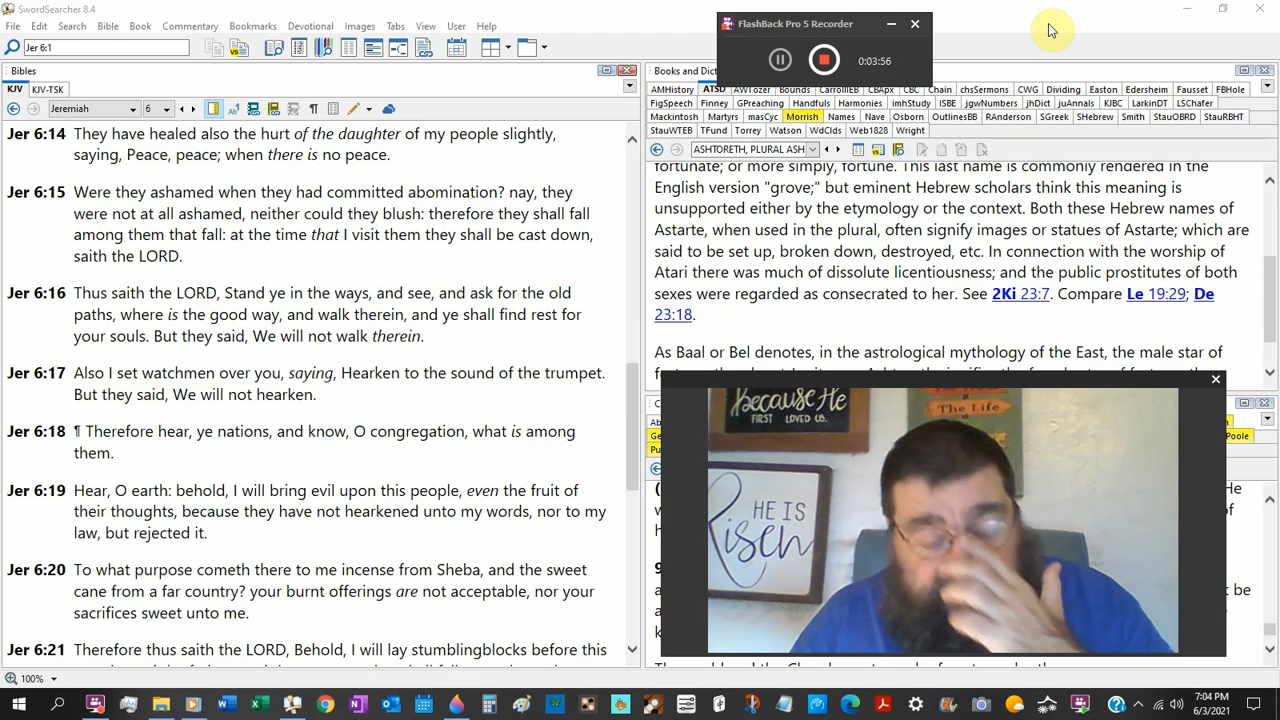 SwordSearcher 8.4
File Edit Search Bible Book Commentary Bookmark Devotional Images Tabs View User Help
Jer 6:1
FlashBack Pro 5 Recorder
0:03:56
Bibles
KJV KJV-TSK
Jeremiah 6
Jer 6:14 They have healed also the hurt of the daughter of my people slightly,
saying, Peace, peace; when there is no peace.
Jer 6:15 Were they ashamed when they had committed abomination? nay, they
were not at all ashamed, neither could they blush: therefore they shall fall
among them that fall: at the time that I visit them they shall be cast down,
saith the LORD.
Jer 6:16 Thus saith the LORD, Stand ye in the ways, and see, and ask for the old
paths, where is the good way, and walk therein, and ye shall find rest for
your souls. But they said, We will not walk therein.
Jer 6:17 Also I set watchmen over you, saying, Hearken to the sound of the trumpet.
But they said, We will not hearken.
Jer 6:18 ¶ Therefore hear, ye nations, and know, O congregation, what is among
them.
Jer 6:19 Hear, O earth: behold, I will bring evil upon this people, even the fruit of
their thoughts, because they have not hearkened unto my words, nor to my
law, but rejected it.
Jer 6:20 To what purpose cometh there to me incense from Sheba, and the sweet
cane from a far country? your burnt offerings are not acceptable, nor your
sacrifices sweet unto me.
Jer 6:21 Therefore thus saith the LORD, Behold, I will lay stumblingblocks before this
Books and Dict
AMHistory ATSD AWTozer Bounds CarrollEIB CBApx CBC Chain chsSermons CWG Dividing Easton Edersheim Fausset FBHole
FigSpeech Finney GPreaching Handfuls Harmonies imhStudy ISBE jgwNumbers jhDict juAnnals KJBC LarkinDT LSChafer
Mackintosh Martyrs masCyc Morrish Names Nave Osborn OutlinesBB RAnderson SGreek SHebrew Smith StauOBRD StauRBHT
StauWTEB TFund Torrey Watson WdClds Web1828 Wright
ASHTORETH, PLURAL ASH
fortunate; or more simply, fortune. This last name is commonly rendered in the
English version "grove;" but eminent Hebrew scholars think this meaning is
unsupported either by the etymology or the context. Both these Hebrew names of
Astarte, when used in the plural, often signify images or statues of Astarte; which are
said to be set up, broken down, destroyed, etc. In connection with the worship of
Atari there was much of dissolute licentiousness; and the public prostitutes of both
sexes were regarded as consecrated to her. See 2Ki 23:7. Compare Le 19:29; De
23:18.
As Baal or Bel denotes, in the astrological mythology of the East, the male star of
Poole
He
of
be
Because He
FIRST LOVED US.
The Life
HE IS
Risen
100%
7:04 PM
6/3/2021